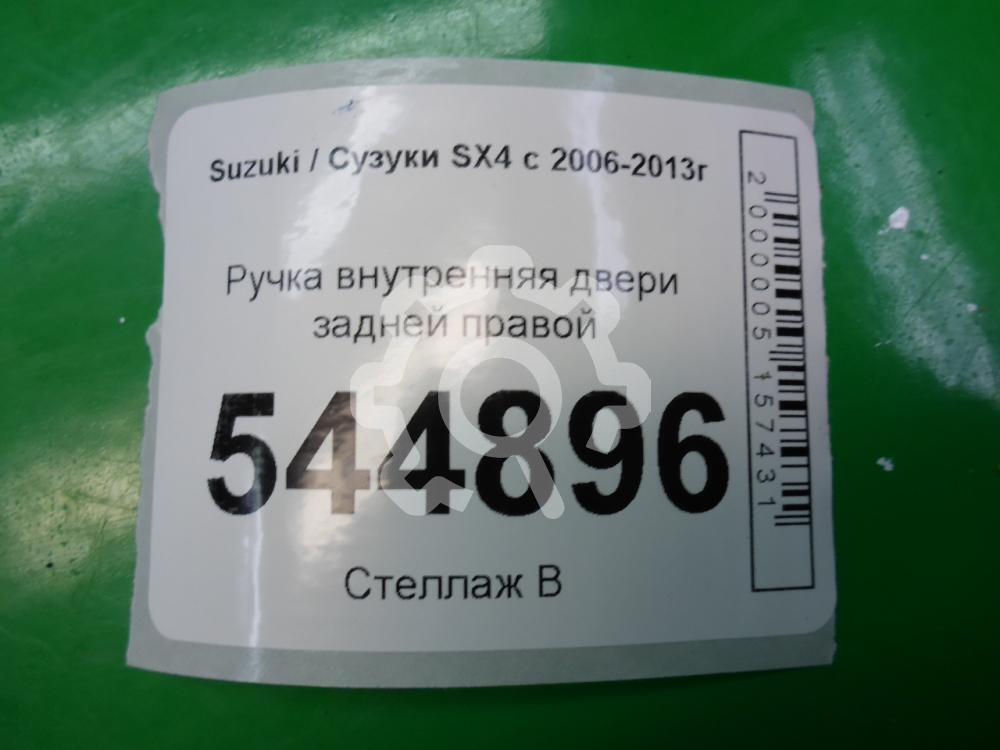 Suzuki / Сузуки SX4 с 2006-2013г
Ручка внутренняя двери
задней правой
544896
Стеллаж В
2000005157431